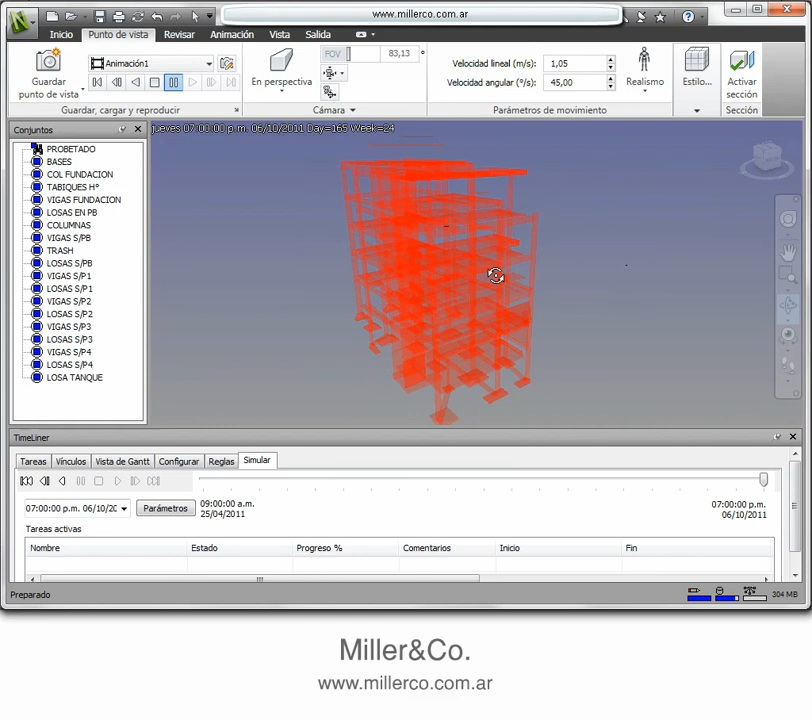 www.millerco.com.ar
Inicio Punto de vista Revisar Animación Vista Salida
Guardar punto de vista
Animación1
En perspectiva
FOV 83,13 °
Velocidad lineal (m/s): 1,05
Velocidad angular (°/s): 45,00
Realismo
Estilo...
Activar sección
Guardar, cargar y reproducir Cámara Parámetros de movimiento Sección
Conjuntos
jueves 07:00:00 p.m. 06/10/2011 Day=165 Week=24
PROBETADO
BASES
COL FUNDACION
TABIQUES H°
VIGAS FUNDACION
LOSAS EN PB
COLUMNAS
VIGAS S/PB
TRASH
LOSAS S/PB
VIGAS S/P1
LOSAS S/P1
VIGAS S/P2
LOSAS S/P2
VIGAS S/P3
LOSAS S/P3
VIGAS S/P4
LOSAS S/P4
LOSA TANQUE
TimeLiner
Tareas Vínculos Vista de Gantt Configurar Reglas Simular
07:00:00 p.m. 06/10/20 Parámetros
09:00:00 a.m.
25/04/2011
07:00:00 p.m.
06/10/2011
Tareas activas
Nombre Estado Progreso % Comentarios Inicio Fin
Preparado 304 MB
Miller&Co.
www.millerco.com.ar